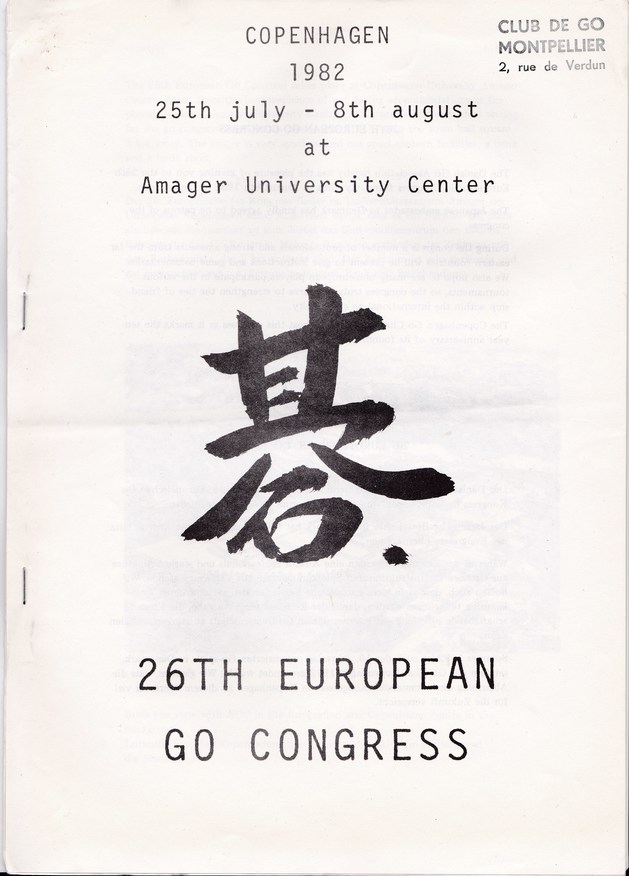 COPENHAGEN
1982
25th july - 8th august
at
Amager University Center
CLUB DE GO
MONTPELLIER
2, rue de Verdun
碁
26TH EUROPEAN
GO CONGRESS